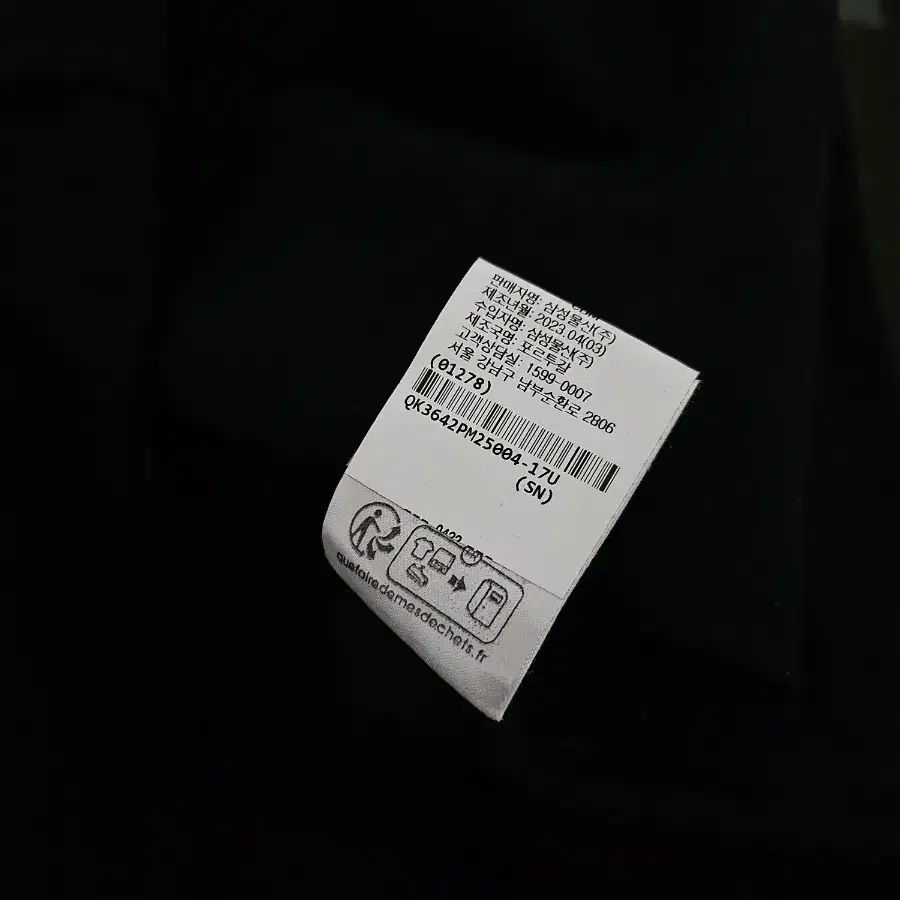 판매자명: 삼성물산(주)
제조년월: 2023.04(03)
수입자명: 삼성물산(주)
제조국명: 포르투갈
고객상담실: 1599-0007
서울 강남구 남부순환로 2806
(01278)
QK3642PM25004-17U
(SN)
quefairedemesdechets.fr